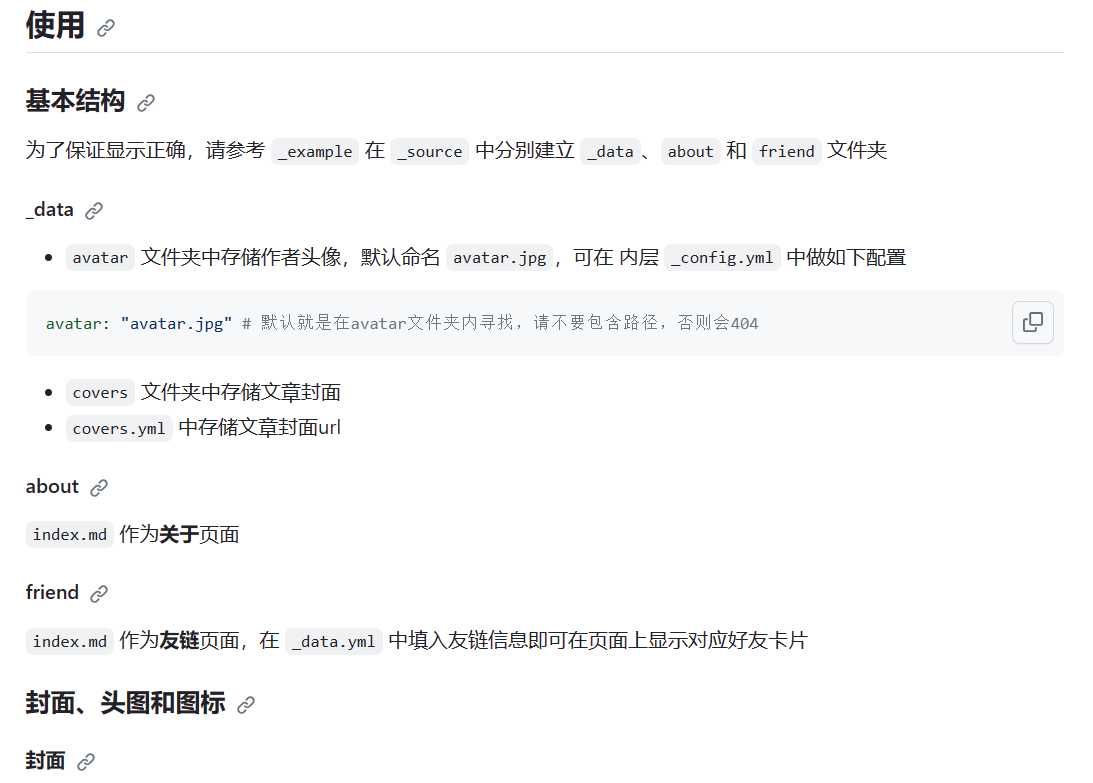 使用
基本结构
为了保证显示正确，请参考 _example 在 _source 中分别建立 _data 、 about 和 friend 文件夹
_data
avatar 文件夹中存储作者头像，默认命名 avatar.jpg ，可在 内层 _config.yml 中做如下配置
avatar: "avatar.jpg" # 默认就是在avatar文件夹内寻找，请不要包含路径，否则会404
covers 文件夹中存储文章封面
covers.yml 中存储文章封面url
about
index.md 作为关于页面
friend
index.md 作为友链页面，在 _data.yml 中填入友链信息即可在页面上显示对应好友卡片
封面、头图和图标
封面